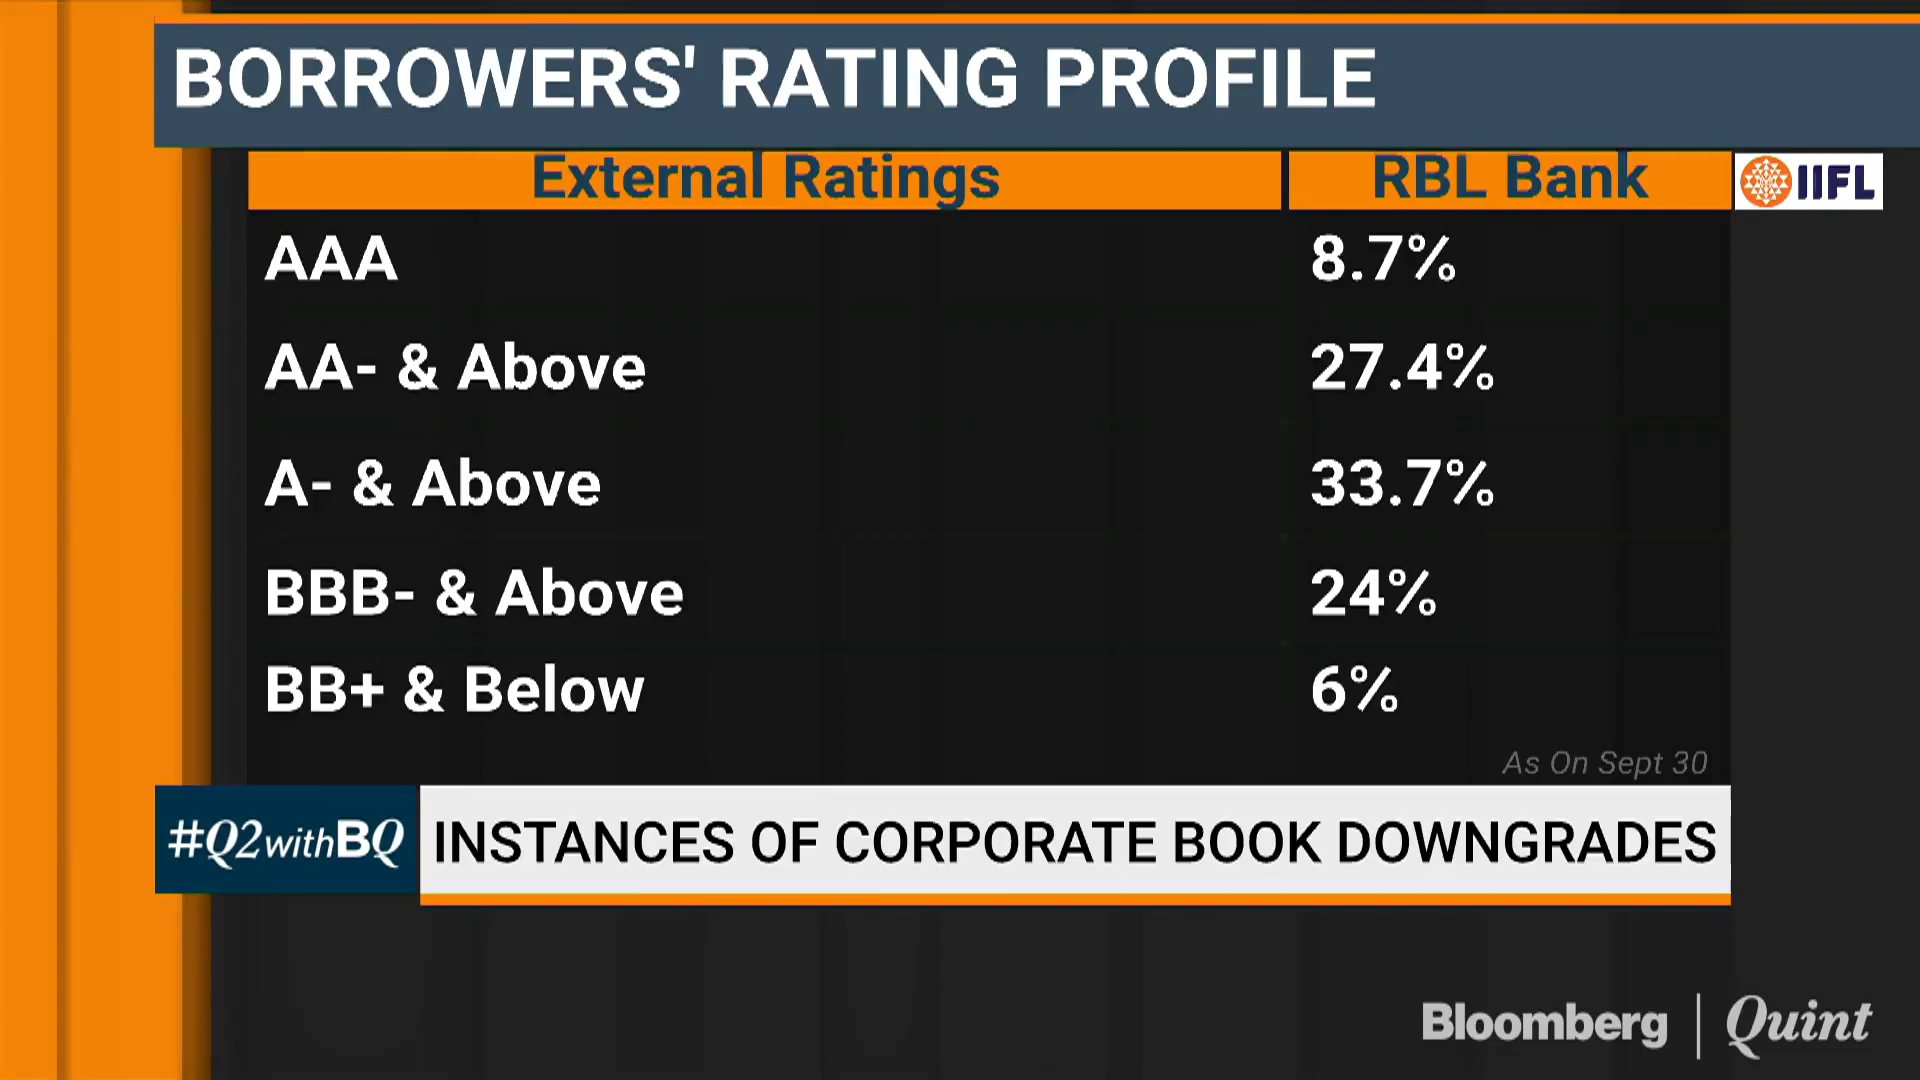 BORROWERS' RATING PROFILE
External Ratings RBL Bank
IIFL
AAA 8.7%
AA- & Above 27.4%
A- & Above 33.7%
BBB- & Above 24%
BB+ & Below 6%
As On Sept 30
#Q2withBQ INSTANCES OF CORPORATE BOOK DOWNGRADES
Bloomberg | Quint